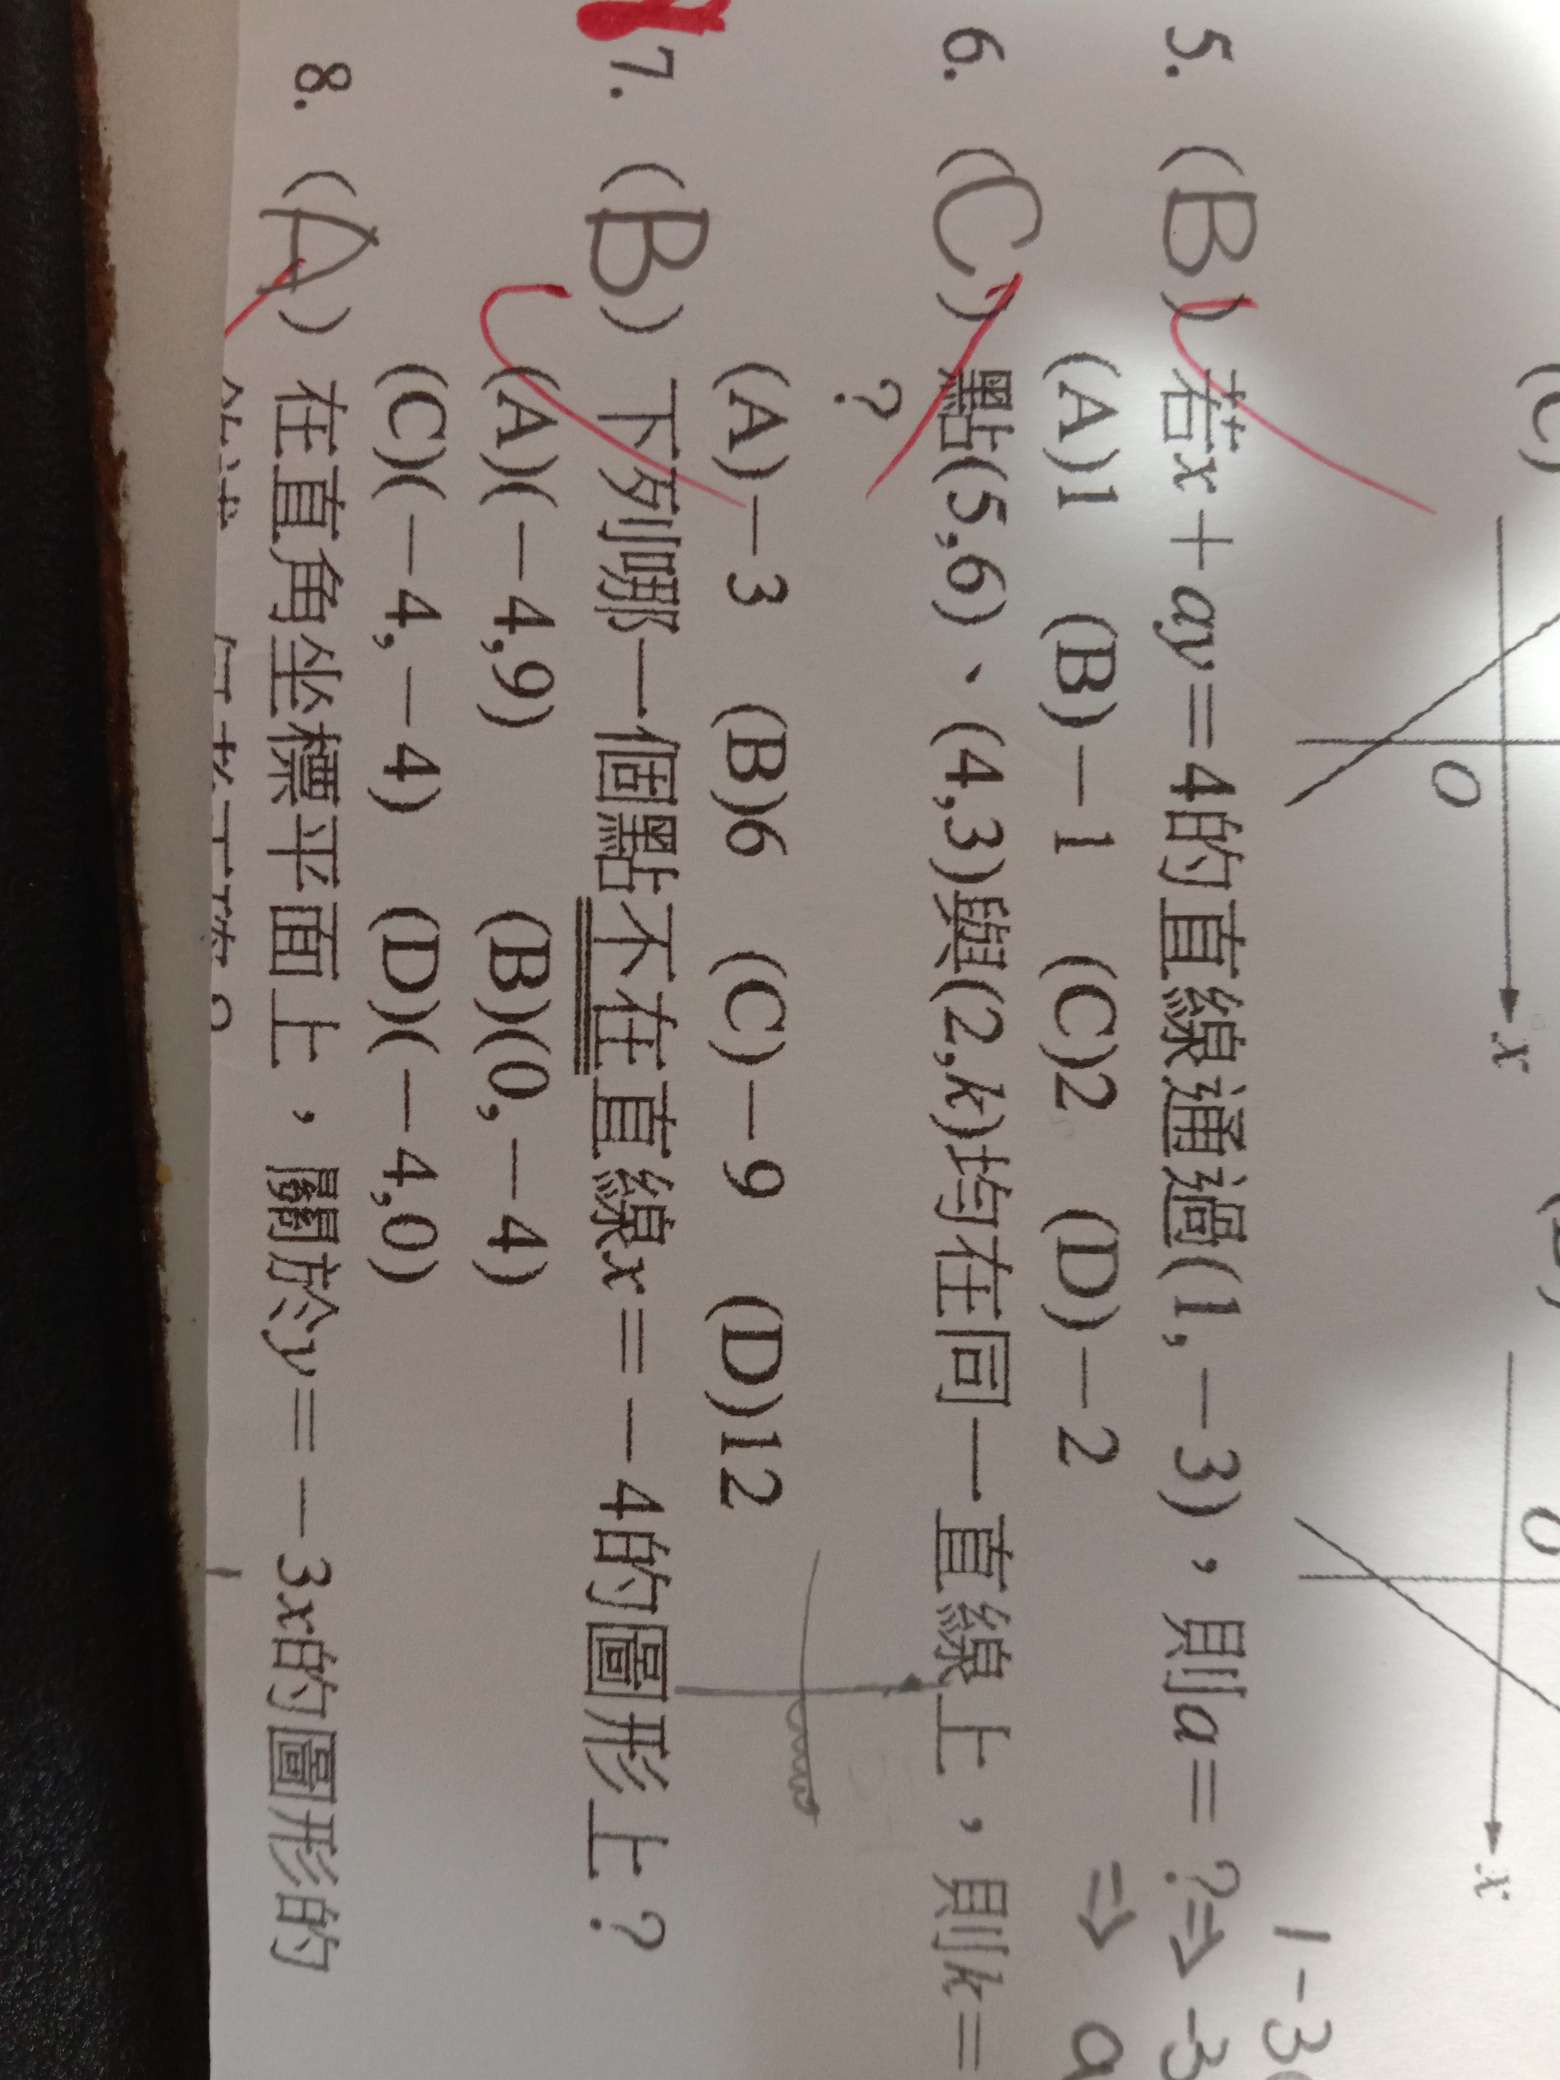 (C)
x
O
x
O
1-3
5. (B) 若x+ay=4的直線通過(1,-3),則a=?⇒ -3
(A)1 (B)-1 (C)2 (D)-2 ⇒ a
6. (C) 點(5,6)、(4,3)與(2,k)均在同一直線上,則k=
?
(A)-3 (B)6 (C)-9 (D)12
7. (B) 下列哪一個點不在直線x=-4的圖形上?
(A)(-4,9) (B)(0,-4)
(C)(-4,-4) (D)(-4,0)
8. (A) 在直角坐標平面上,關於y=-3x的圖形的